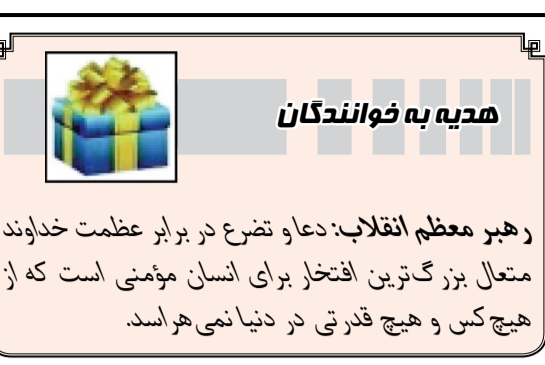 هدیه به خوانندگان
رهبر معظم انقلاب: دعا و تضرع در برابر عظمت خداوند
متعال بزرگ‌ترین افتخار برای انسان مؤمنی است که از
هیچ کس و هیچ قدرتی در دنیا نمی‌هراسد.